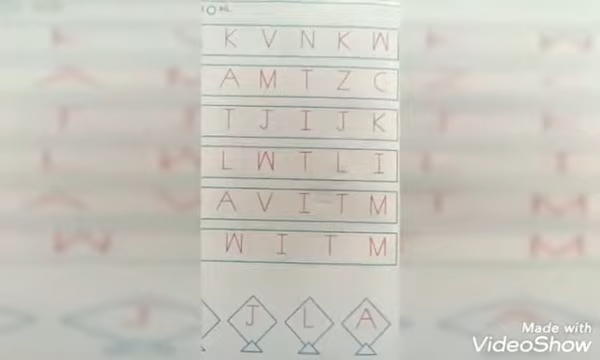 K V N K W
A M T Z C
T J I J K
L W T L I
A V I T M
W I T M
J L A
Made with
VideoShow